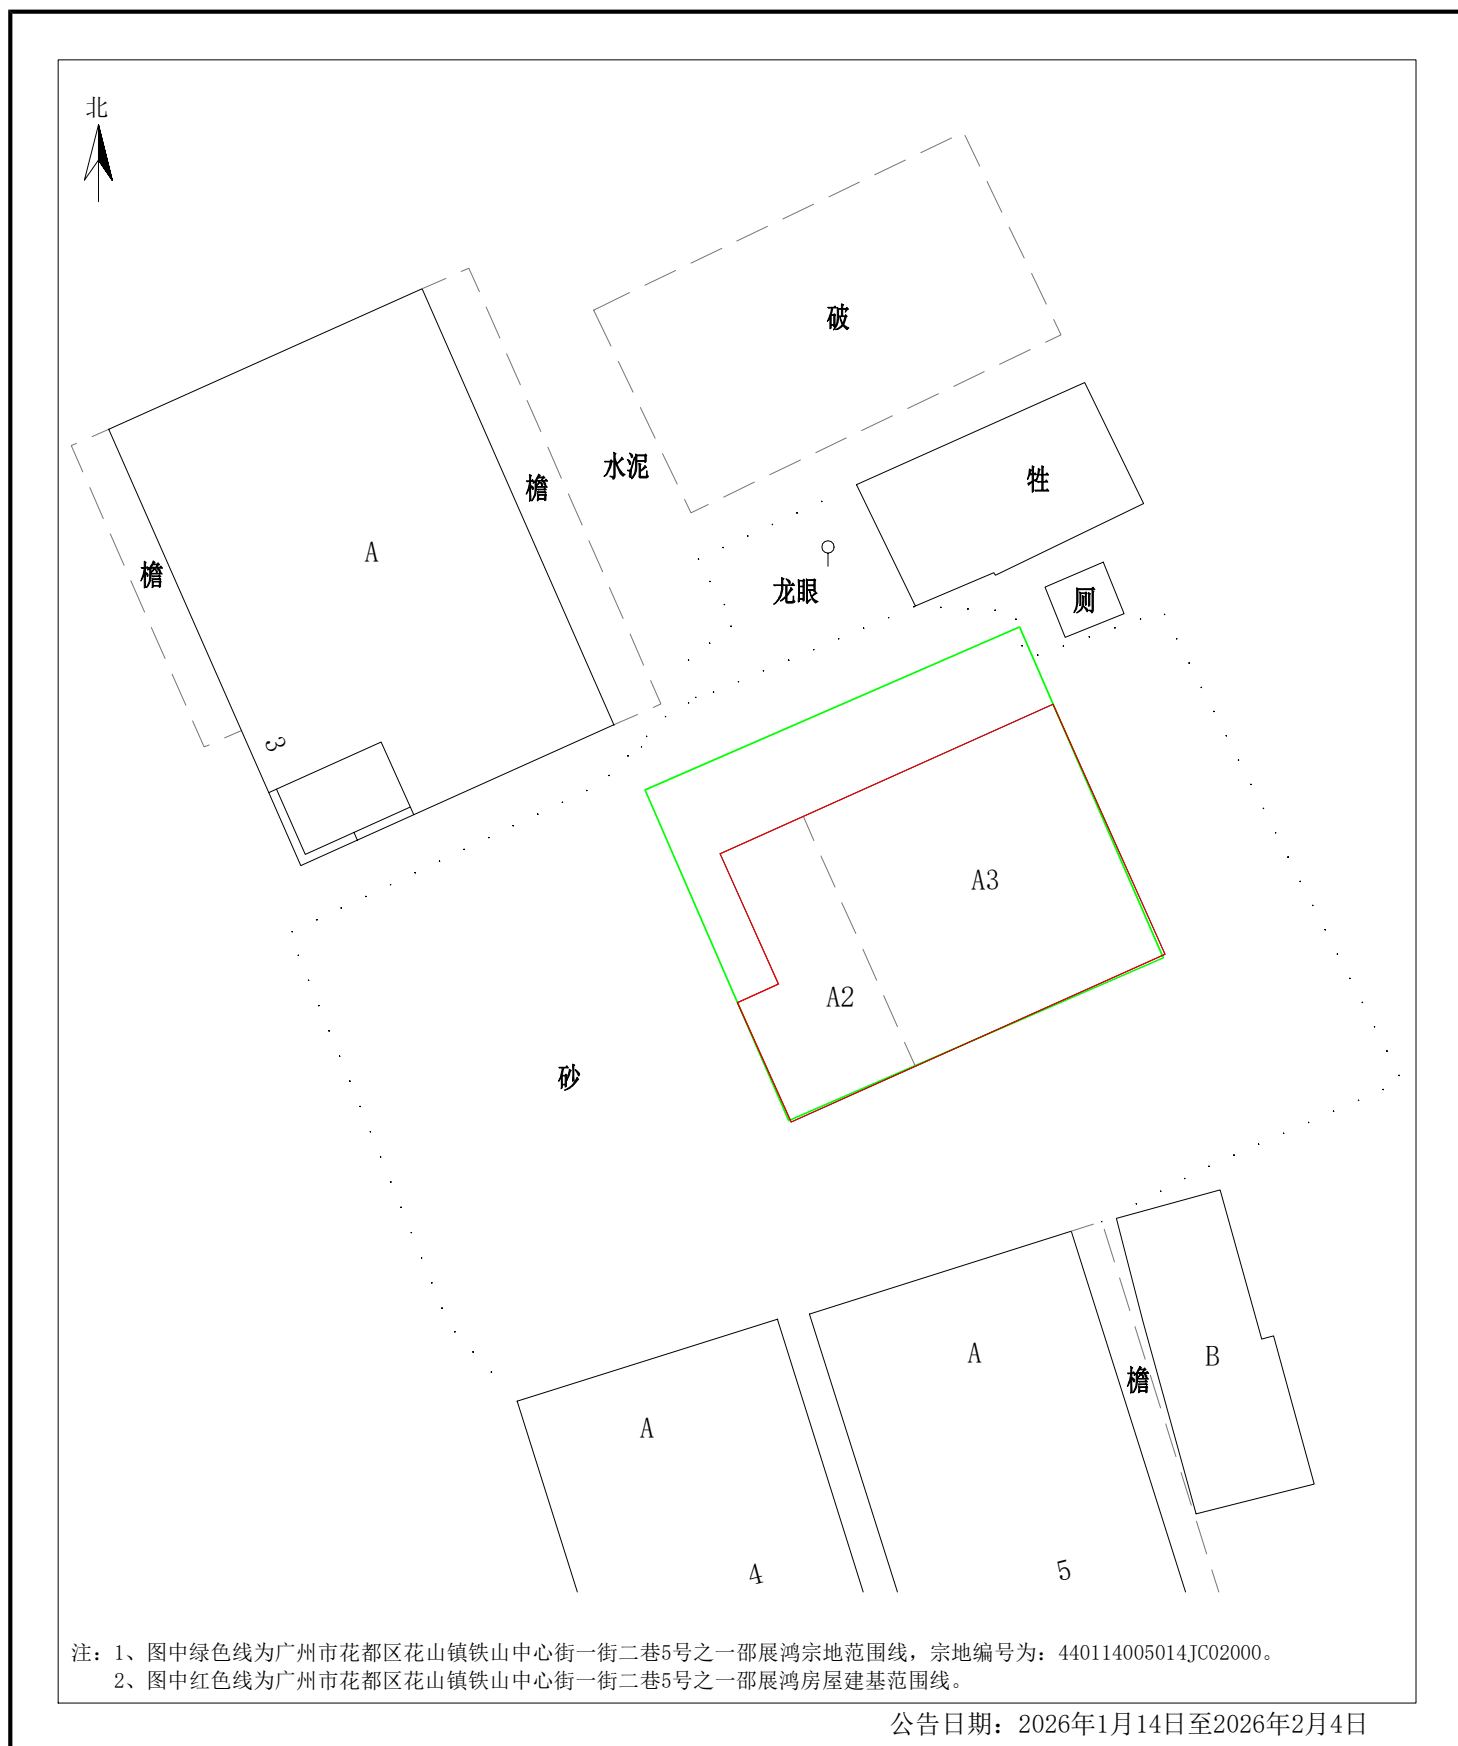 北
破
水泥
檐
牲
A
檐
龙眼
厕
3
A3
A2
砂
A
檐
B
A
4
5
注：1、图中绿色线为广州市花都区花山镇铁山中心街一街二巷5号之一邵展鸿宗地范围线，宗地编号为：440114005014JC02000。
2、图中红色线为广州市花都区花山镇铁山中心街一街二巷5号之一邵展鸿房屋建基范围线。
公告日期：2026年1月14日至2026年2月4日